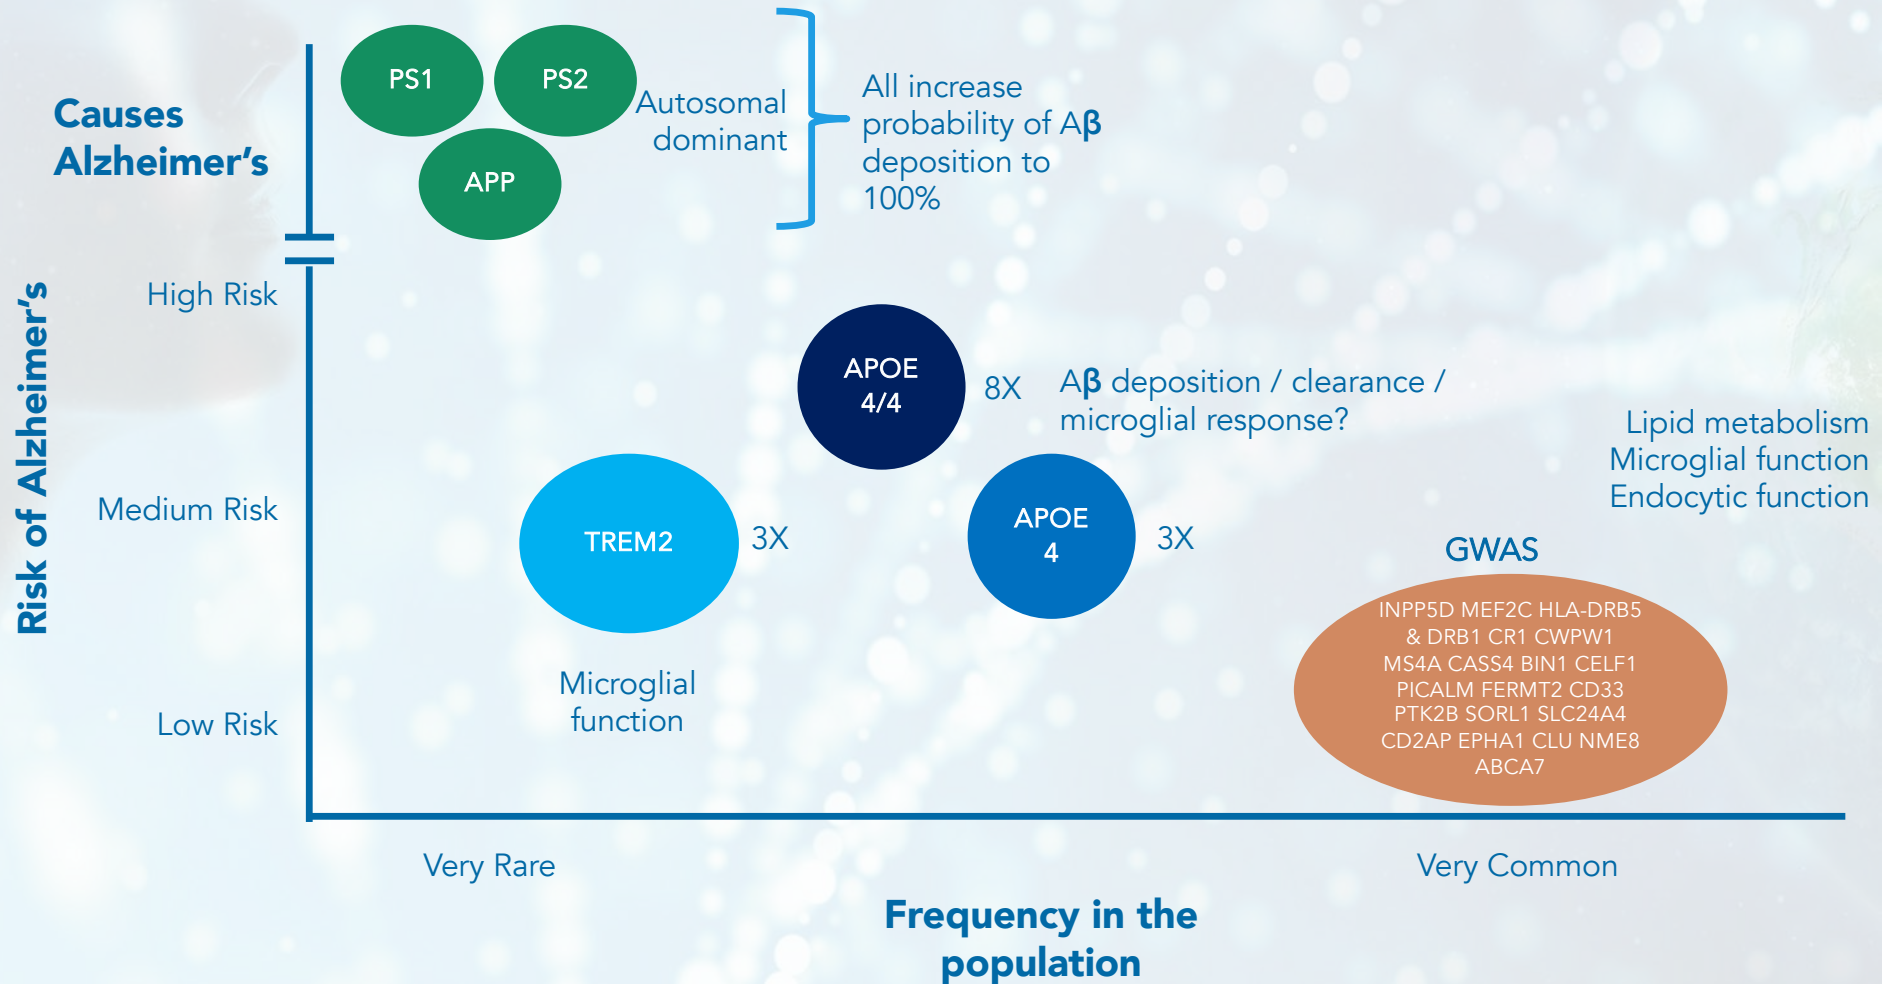 Causes
Alzheimer's
PS1
PS2
APP
Autosomal
dominant
All increase
probability of Aβ
deposition to
100%
Risk of Alzheimer's
High Risk
Medium Risk
Low Risk
APOE
4/4
8X
Aβ deposition / clearance /
microglial response?
TREM2
3X
Microglial
function
APOE
4
3X
Lipid metabolism
Microglial function
Endocytic function
GWAS
INPP5D MEF2C HLA-DRB5
& DRB1 CR1 CWPW1
MS4A CASS4 BIN1 CELF1
PICALM FERMT2 CD33
PTK2B SORL1 SLC24A4
CD2AP EPHA1 CLU NME8
ABCA7
Very Rare
Very Common
Frequency in the
population